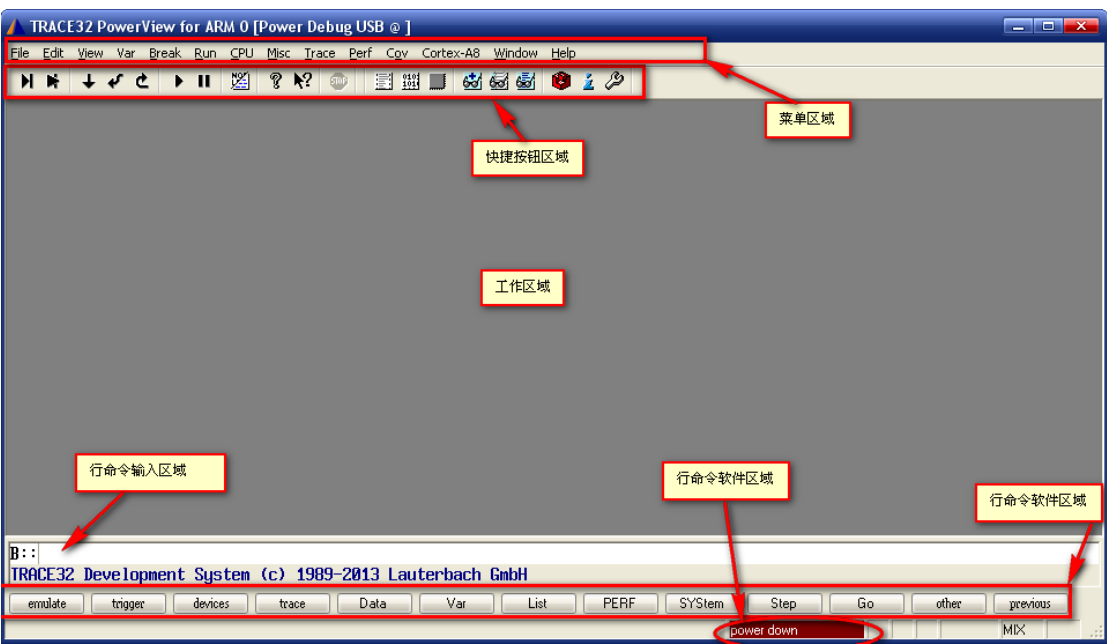 TRACE32 PowerView for ARM 0 [Power Debug USB @ ]
File Edit View Var Break Run CPU Misc Trace Perf Cov Cortex-A8 Window Help
STOP
菜单区域
快捷按钮区域
工作区域
行命令输入区域
行命令软件区域
行命令软件区域
B::
TRACE32 Development System (c) 1989-2013 Lauterbach GmbH
emulate trigger devices trace Data Var List PERF SYStem Step Go other previous
power down MIX